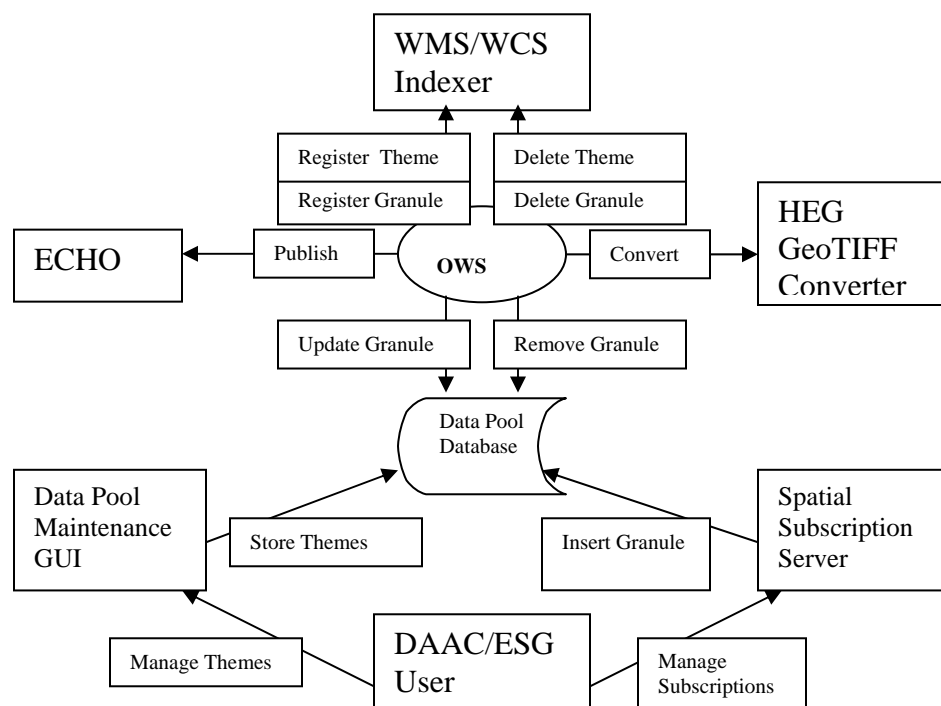 WMS/WCS
Indexer
Register Theme
Delete Theme
Register Granule
Delete Granule
ECHO
Publish
OWS
Convert
HEG
GeoTIFF
Converter
Update Granule
Remove Granule
Data Pool
Database
Data Pool
Maintenance
GUI
Store Themes
Insert Granule
Spatial
Subscription
Server
Manage Themes
DAAC/ESG
User
Manage
Subscriptions